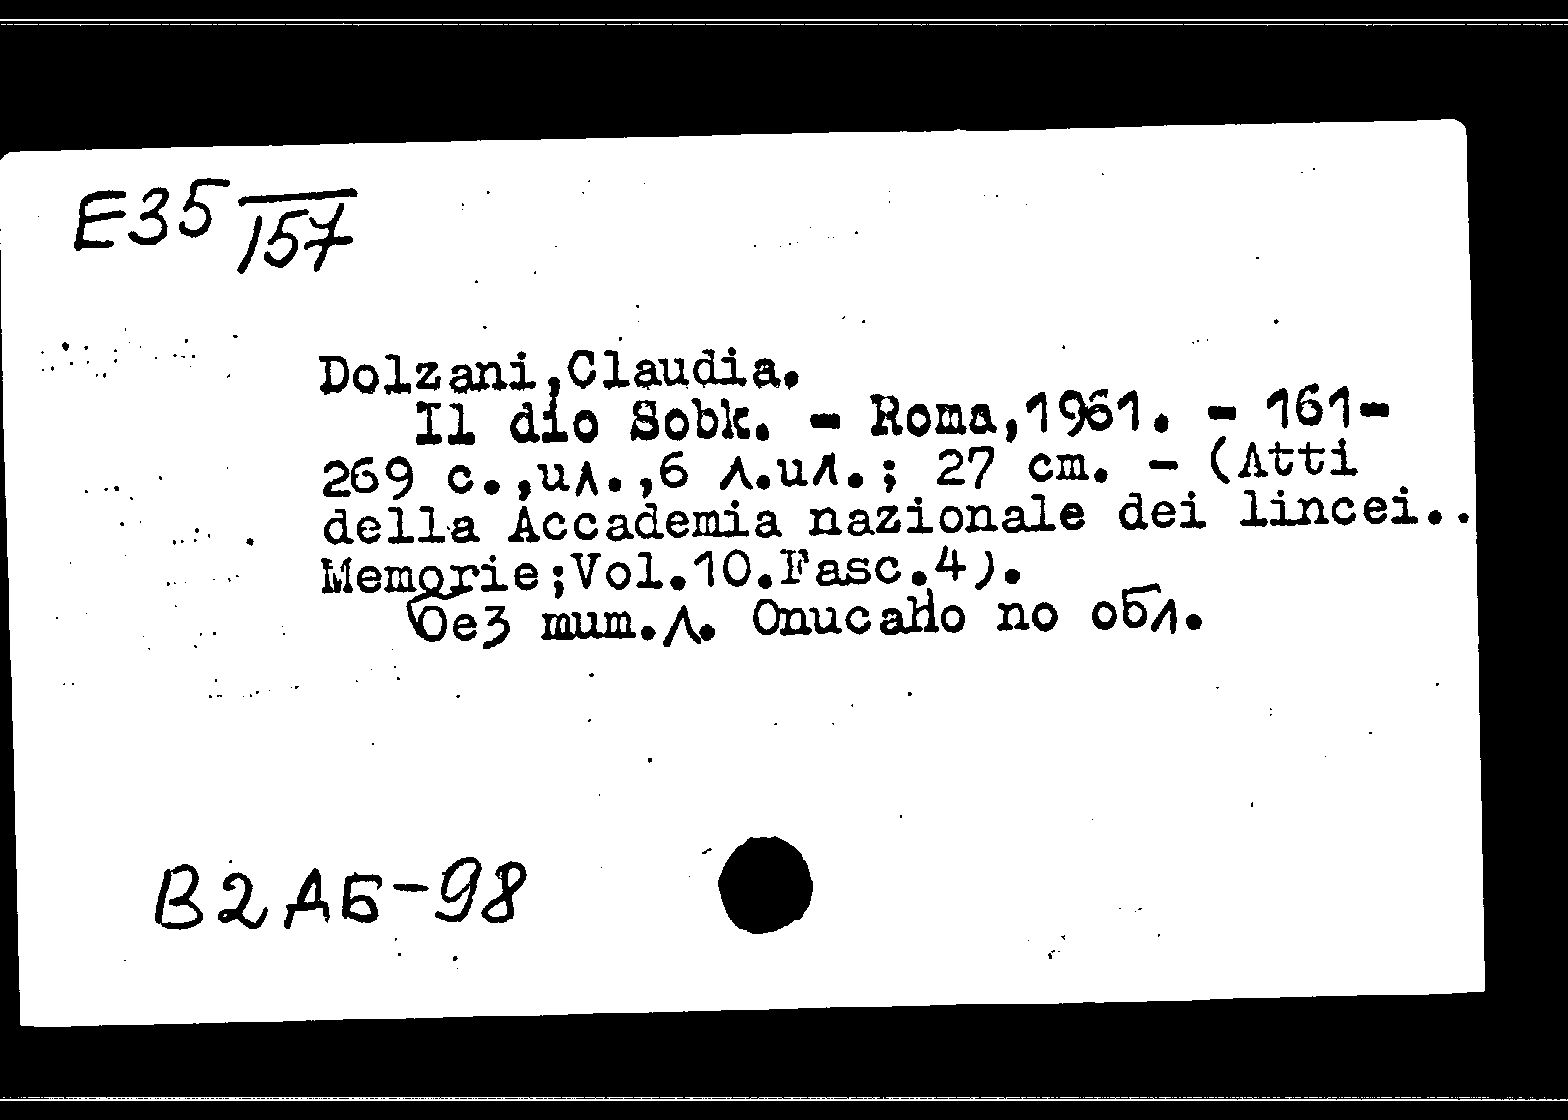 E35 /157
Dolzani,Claudia.
Il dio Sobk. - Roma,1961. - 161-
269 с.,ил.,6 л.ил.; 27 cm. - (Atti
della Accademia nazionale dei lincei..
Memorie;Vol.10.Fasc.4).
Без тит.л. Описано по обл.
В2АБ-98